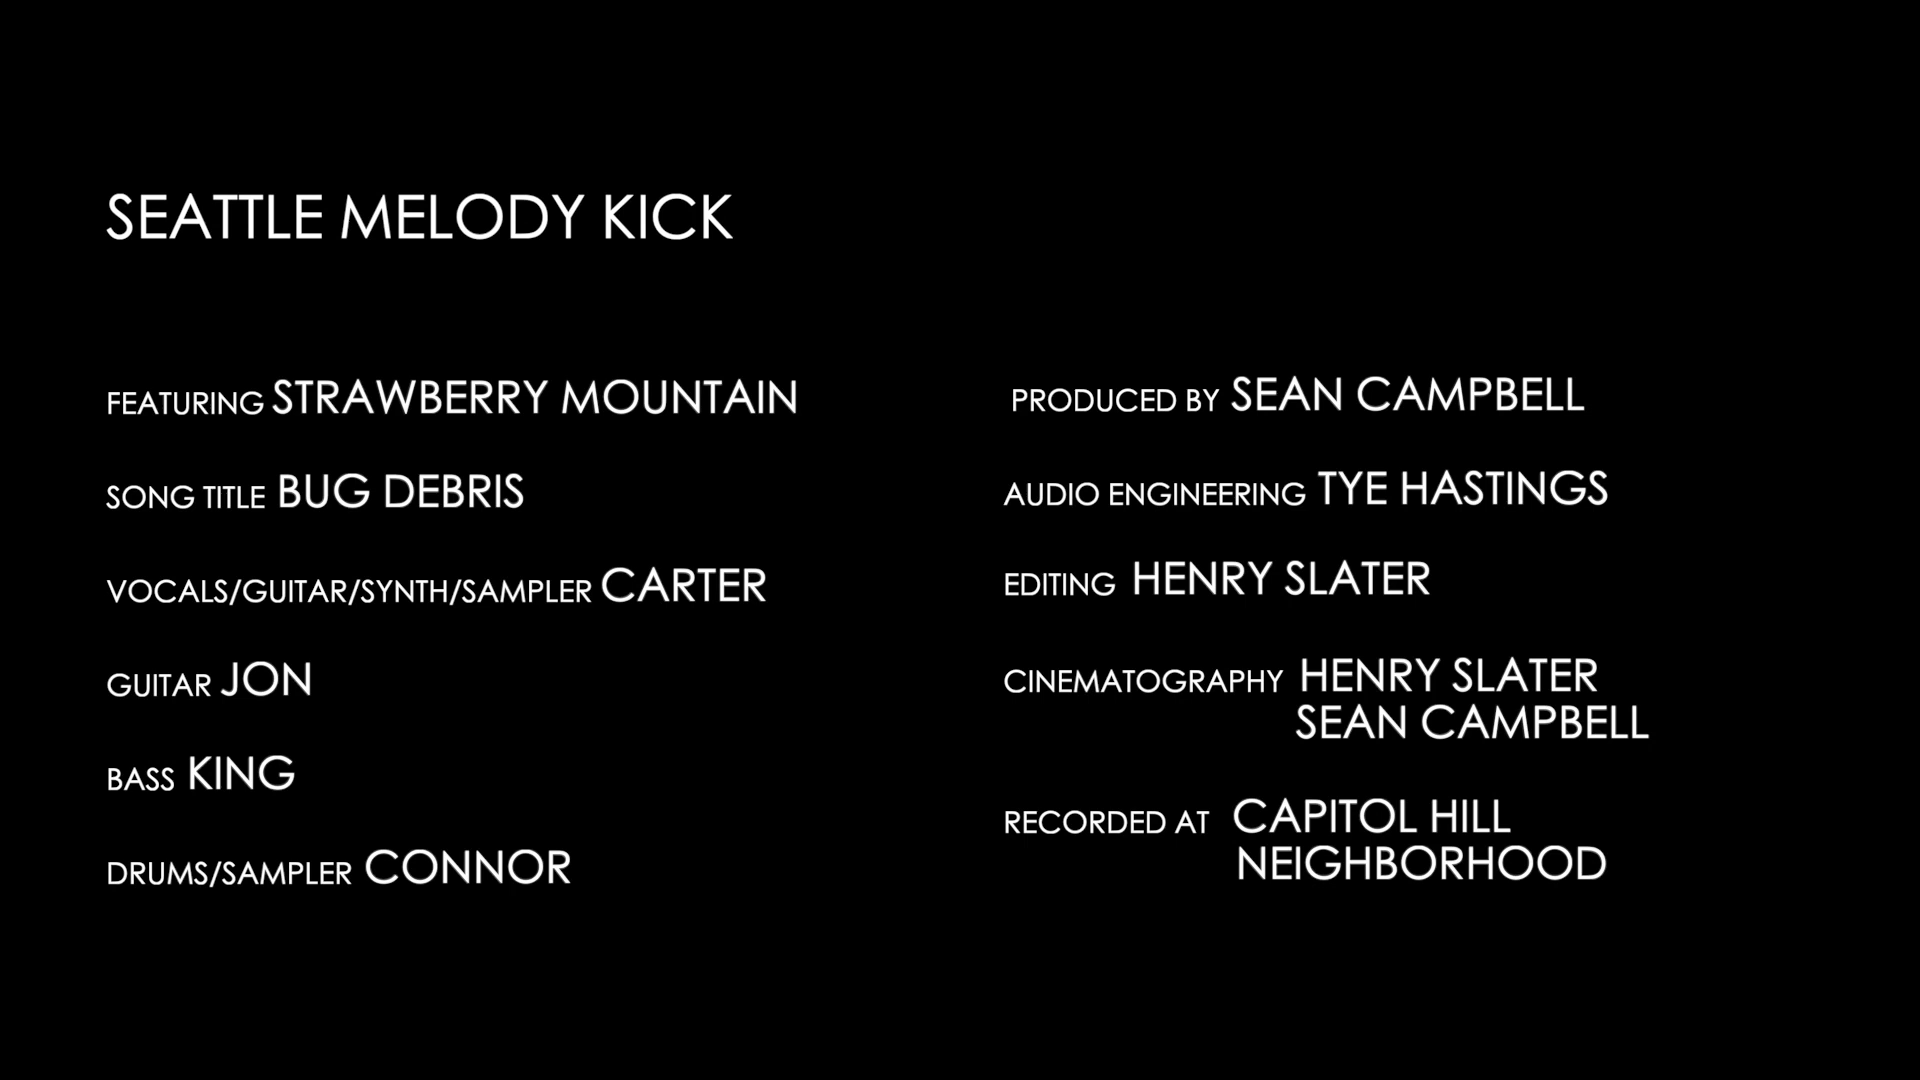 SEATTLE MELODY KICK
FEATURING STRAWBERRY MOUNTAIN
SONG TITLE BUG DEBRIS
VOCALS/GUITAR/SYNTH/SAMPLER CARTER
GUITAR JON
BASS KING
DRUMS/SAMPLER CONNOR
PRODUCED BY SEAN CAMPBELL
AUDIO ENGINEERING TYE HASTINGS
EDITING HENRY SLATER
CINEMATOGRAPHY HENRY SLATER
SEAN CAMPBELL
RECORDED AT CAPITOL HILL
NEIGHBORHOOD